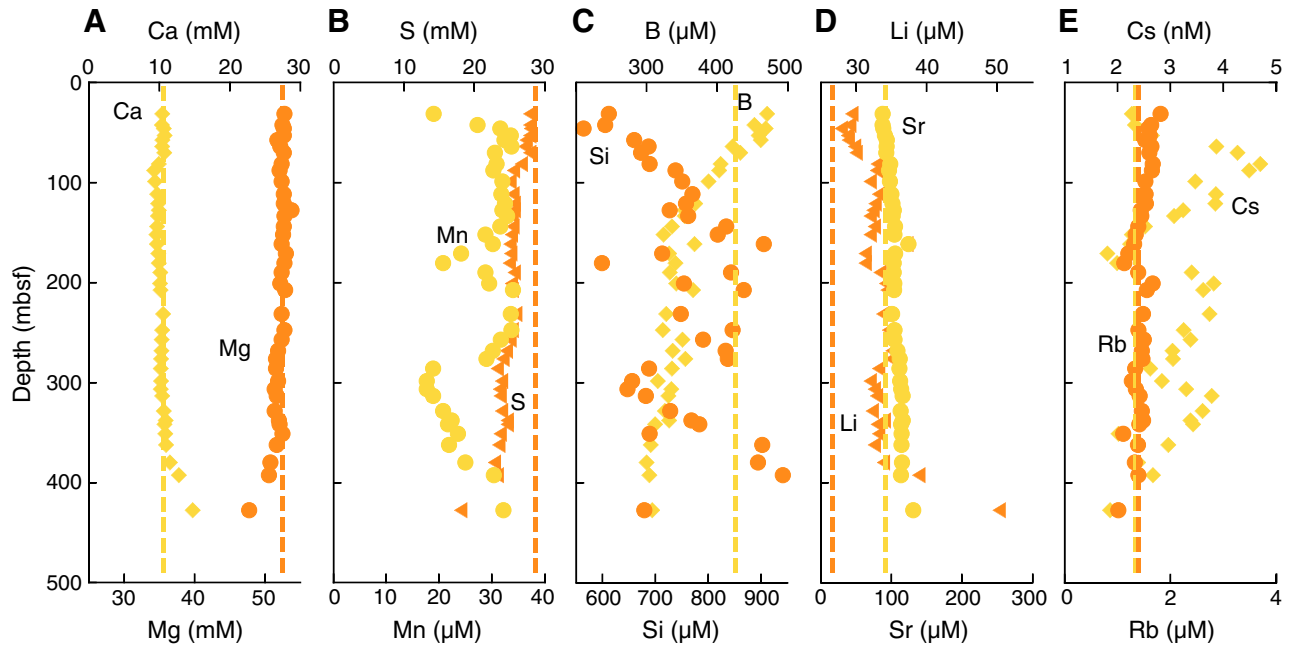 A Ca (mM) B S (mM) C B (µM) D Li (µM) E Cs (nM)
0 10 20 30 0 10 20 30 300 400 500 30 40 50 1 2 3 4 5
0
100
200
300
400
500
Depth (mbsf)
Ca
Mg
Mn
S
B
Si
Sr
Li
Cs
Rb
30 40 50 0 10 20 30 40 600 700 800 900 0 100 200 300 0 2 4
Mg (mM) Mn (µM) Si (µM) Sr (µM) Rb (µM)